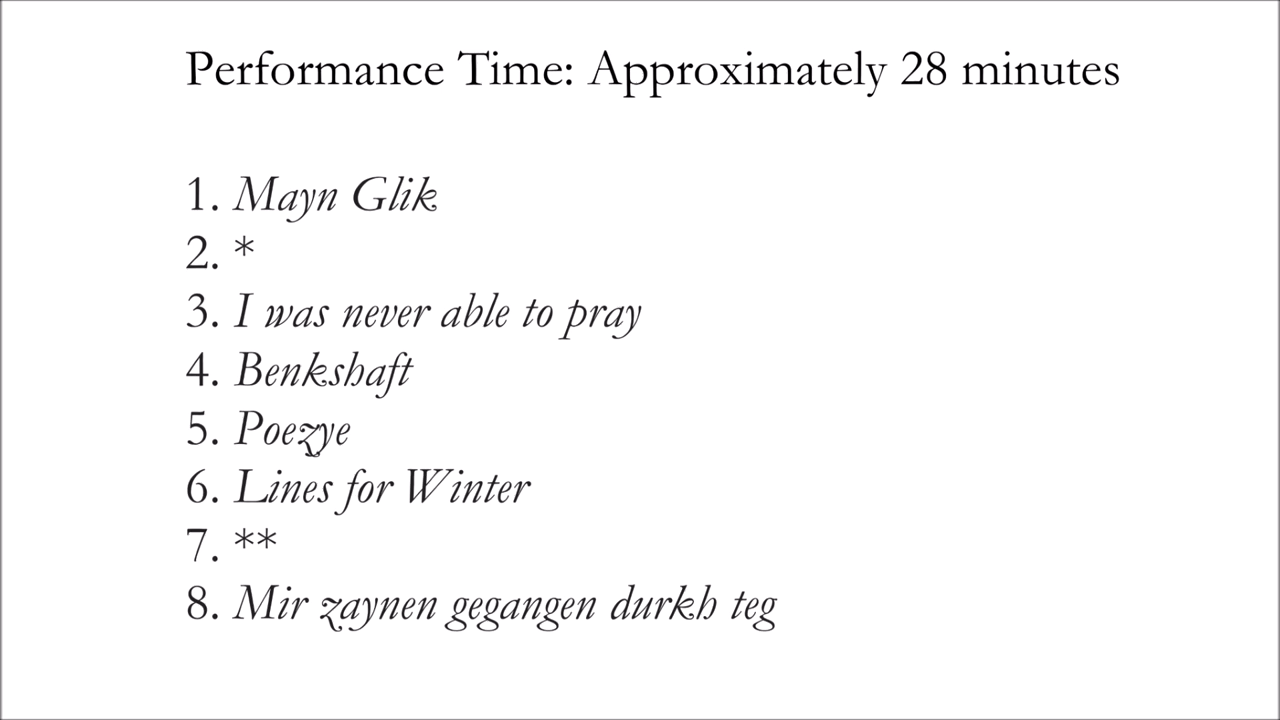 Performance Time: Approximately 28 minutes
1. Mayn Glik
2. *
3. I was never able to pray
4. Benkshaft
5. Poezye
6. Lines for Winter
7. **
8. Mir zaynen gegangen durkh teg